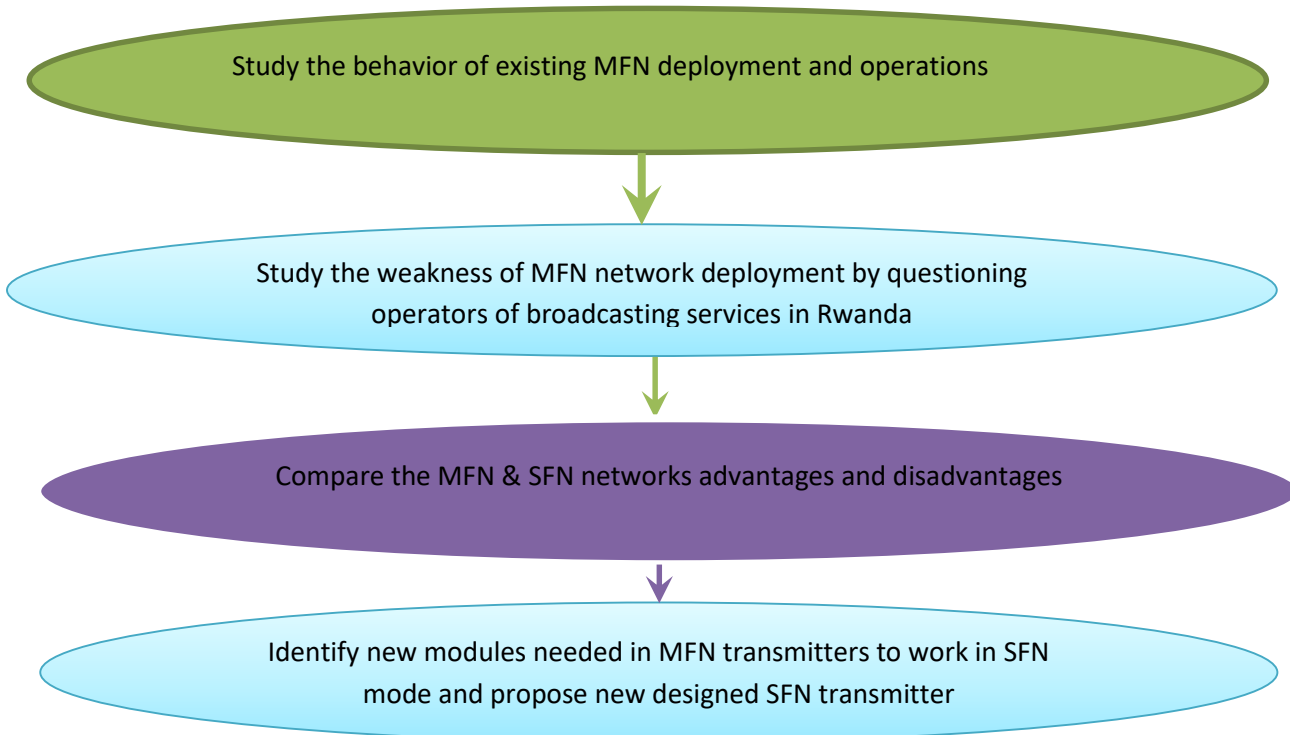 Study the behavior of existing MFN deployment and operations
Study the weakness of MFN network deployment by questioning
operators of broadcasting services in Rwanda
Compare the MFN & SFN networks advantages and disadvantages
Identify new modules needed in MFN transmitters to work in SFN
mode and propose new designed SFN transmitter